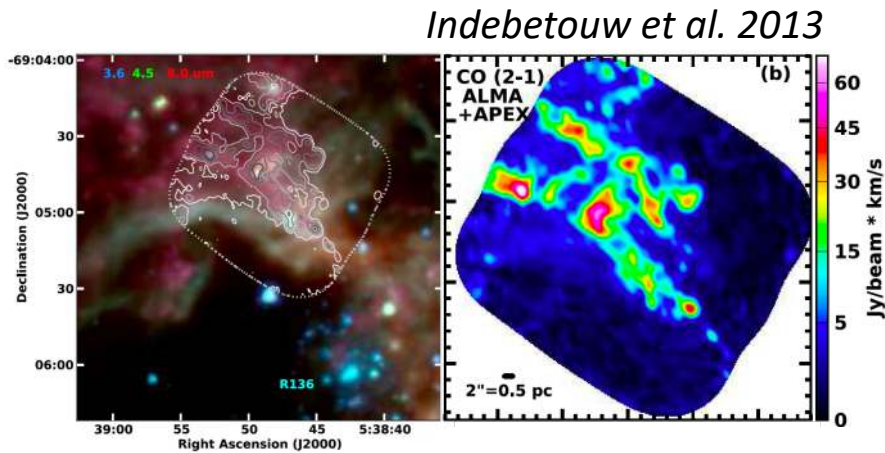 Indebetouw et al. 2013
-69:04:00
30
05:00
30
06:00
Declination (J2000)
3.6 4.5 8.0 um
R136
39:00 55 50 45 5:38:40
Right Ascension (J2000)
CO (2-1)
ALMA
+APEX
(b)
2"=0.5 pc
60
45
30
15
5
0
Jy/beam * km/s